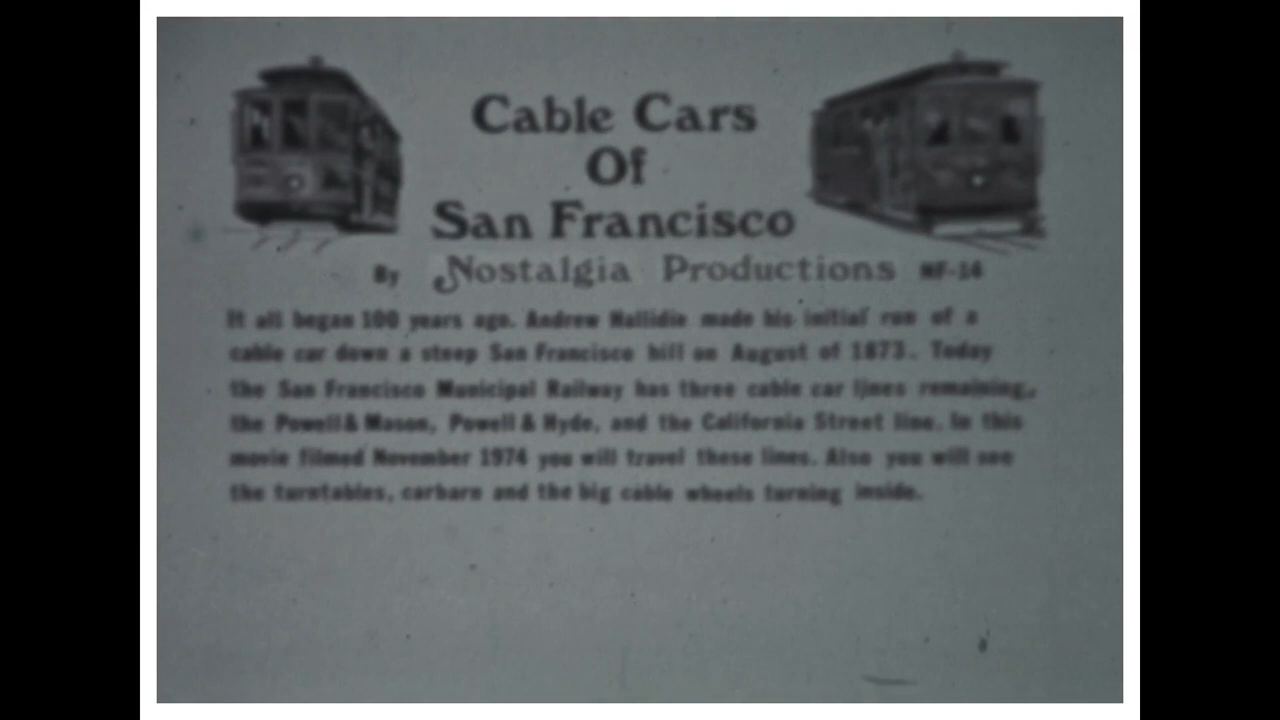 Cable Cars
Of
San Francisco
By Nostalgia Productions NF-14
It all began 100 years ago. Andrew Hallidie made his initial run of a
cable car down a steep San Francisco hill on August of 1873. Today
the San Francisco Municipal Railway has three cable car lines remaining,
the Powell & Mason, Powell & Hyde, and the California Street line. In this
movie filmed November 1974 you will travel these lines. Also you will see
the turntables, carbarn and the big cable wheels turning inside.